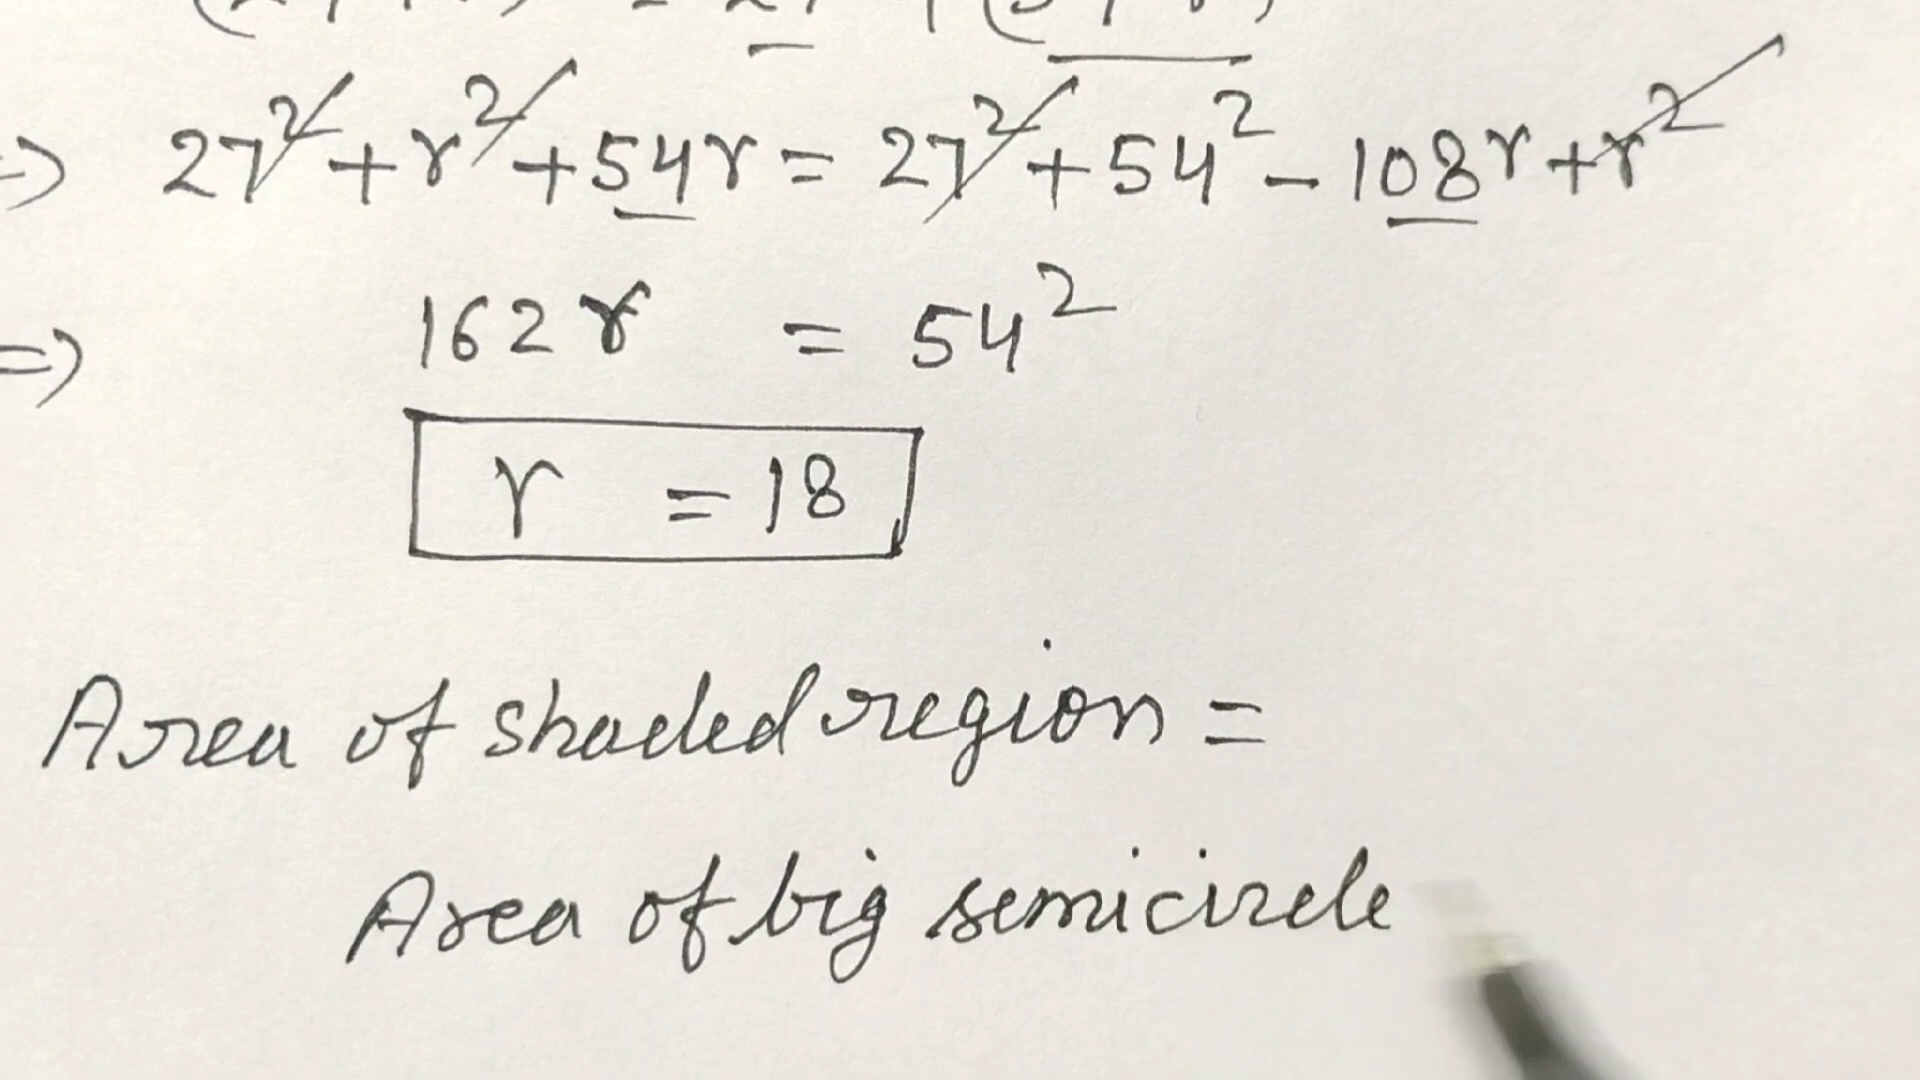 => 27² + r² + 54r = 27² + 54² - 108r + r²
=> 162r = 54²
r = 18
Area of shaded region =
Area of big semicircle